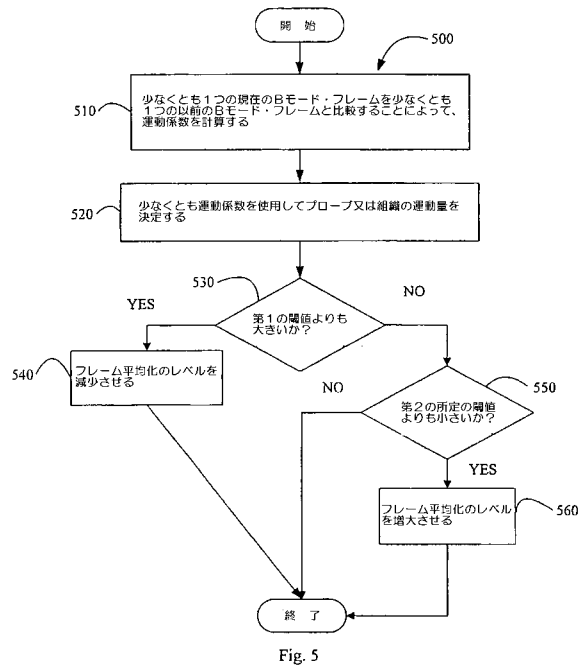 開 始
500
510
少なくとも１つの現在のＢモード・フレームを少なくとも
１つの以前のＢモード・フレームと比較することによって、
運動係数を計算する
520
少なくとも運動係数を使用してプローブ又は組織の運動量を
決定する
530
YES
NO
第１の閾値よりも
大きいか？
540
フレーム平均化のレベルを
減少させる
NO
550
第２の所定の閾値
よりも小さいか？
YES
フレーム平均化のレベル
を増大させる
560
終 了
Fig. 5